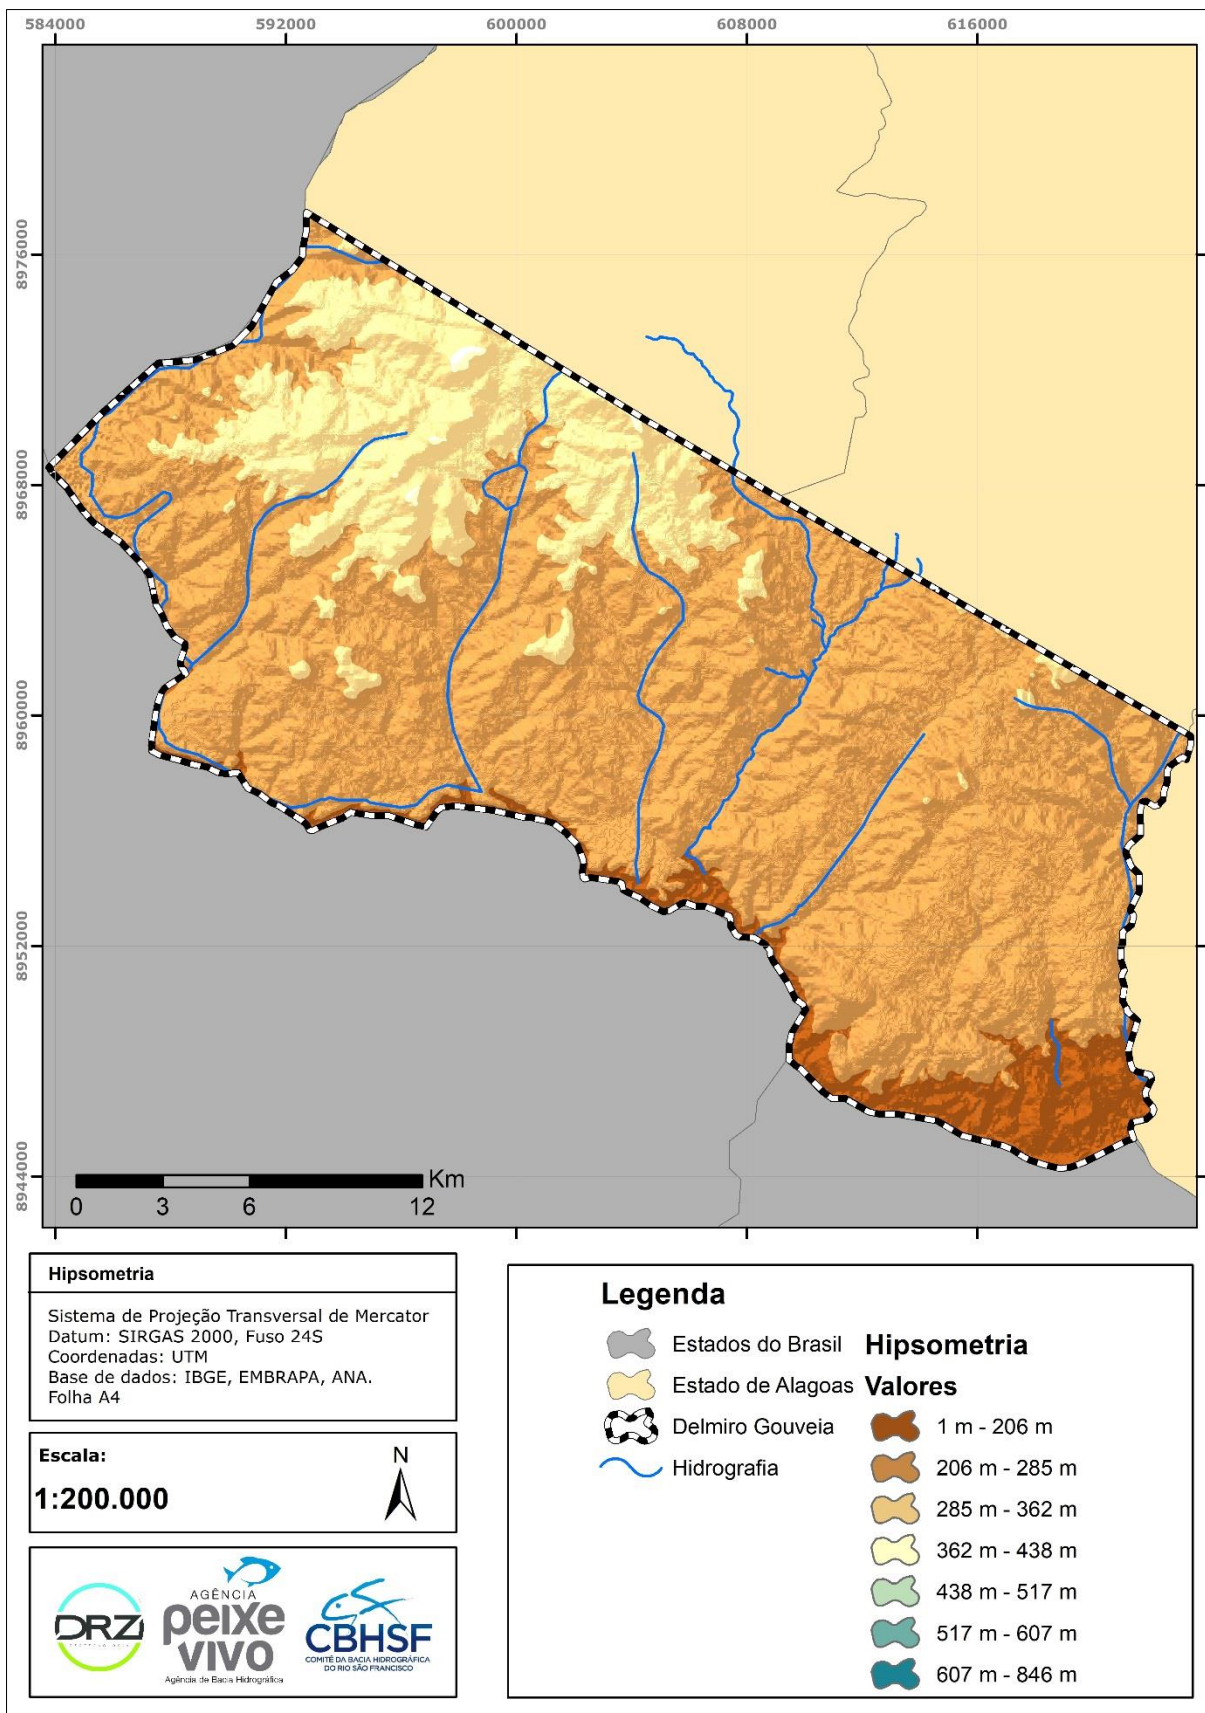 584000
592000
600000
608000
616000
8976000
8968000
8960000
8952000
8944000
Km
0
3
6
12
Hipsometria
Sistema de Projeção Transversal de Mercator
Datum: SIRGAS 2000, Fuso 24S
Coordenadas: UTM
Base de dados: IBGE, EMBRAPA, ANA.
Folha A4
Escala:
1:200.000
N
DRZ
AGÊNCIA
peixe
vivo
Agência de Bacia Hidrográfica
CBHSF
COMITÊ DA BACIA HIDROGRÁFICA
DO RIO SÃO FRANCISCO
Legenda
Estados do Brasil
Estado de Alagoas
Delmiro Gouveia
Hidrografia
Hipsometria
Valores
1 m - 206 m
206 m - 285 m
285 m - 362 m
362 m - 438 m
438 m - 517 m
517 m - 607 m
607 m - 846 m